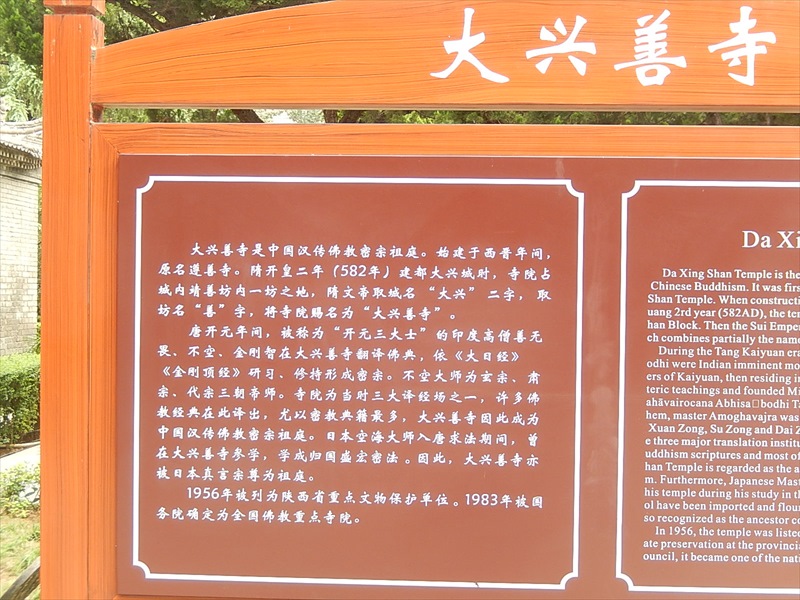 大兴善寺
大兴善寺是中国汉传佛教密宗祖庭。始建于西晋年间，
原名遵善寺。隋开皇二年（582年）建都大兴城时，寺院占
城内靖善坊内一坊之地，隋文帝取城名“大兴”二字，取
坊名“善”字，将寺院赐名为“大兴善寺”。
唐开元年间，被称为“开元三大士”的印度高僧善无
畏、不空、金刚智在大兴善寺翻译佛典，依《大日经》
《金刚顶经》研习、修持形成密宗。不空大师为玄宗、肃
宗、代宗三朝帝师。寺院为当时三大译经场之一，许多佛
教经典在此译出，尤以密教典籍最多，大兴善寺因此成为
中国汉传佛教密宗祖庭。日本空海大师入唐求法期间，曾
在大兴善寺参学，学成归国盛宏密法。因此，大兴善寺亦
被日本真言宗尊为祖庭。
1956年被列为陕西省重点文物保护单位。1983年被国
务院确定为全国佛教重点寺院。
Da Xi
Da Xing Shan Temple is the
Chinese Buddhism. It was firs
Shan Temple. When constructi
uang 2rd year (582AD), the ten
han Block. Then the Sui Empero
ch combines partially the name
During the Tang Kaiyuan era
odhi were Indian imminent mo
ers of Kaiyuan, then residing in
teric teachings and founded Mi
ahāvairocana Abhisa□bodhi Ta
hem, master Amoghavajra was
Xuan Zong, Su Zong and Dai Z
e three major translation institu
uddhism scriptures and most of
han Temple is regarded as the a
m. Furthermore, Japanese Mast
his temple during his study in th
ol have been imported and flour
so recognized as the ancestor co
In 1956, the temple was listed
ate preservation at the provincia
ouncil, it became one of the nati